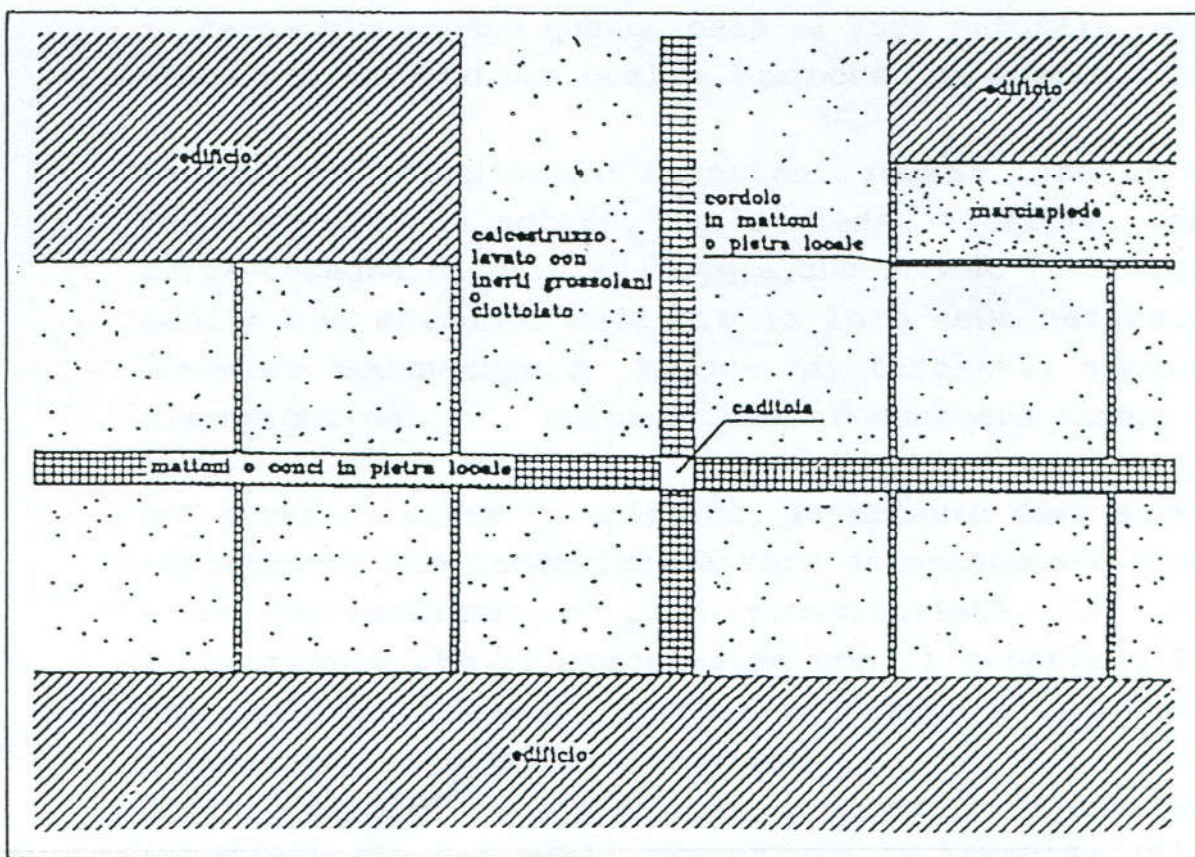 edificio
edificio
cordolo
in mattoni
o pietra locale
marciapiede
calcestruzzo
lavato con
inerti grossolani
o
ciottolato
caditoia
mattoni o conci in pietra locale
edificio